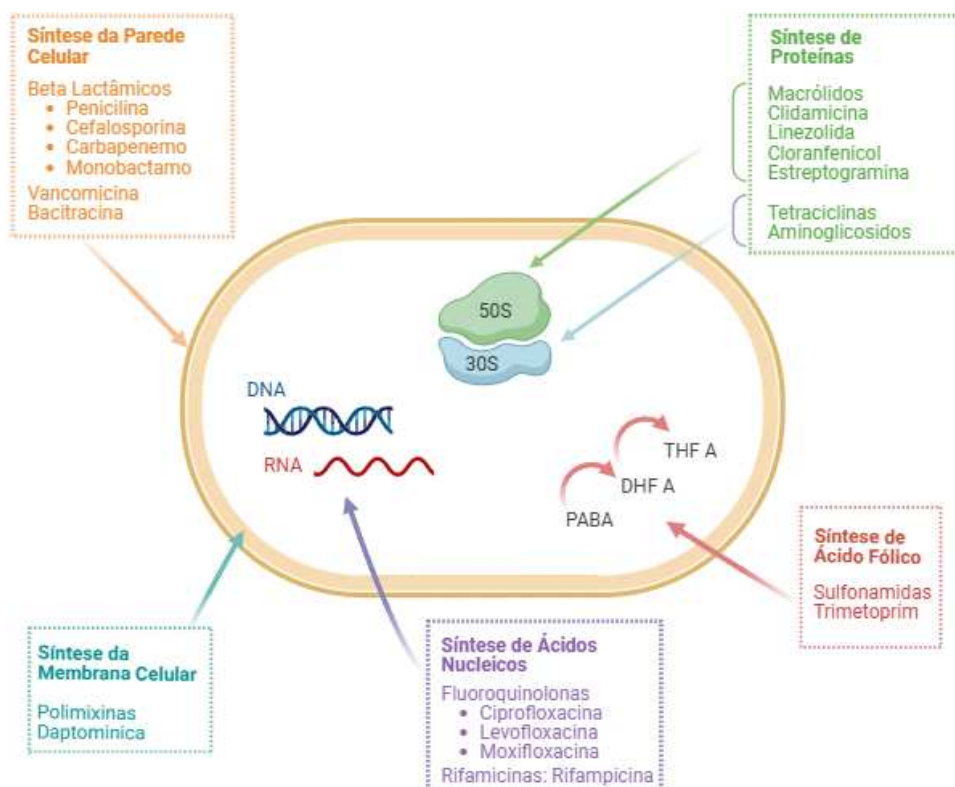 Síntese da Parede
Celular
Beta Lactâmicos
• Penicilina
• Cefalosporina
• Carbapenemo
• Monobactamo
Vancomicina
Bacitracina
Síntese de
Proteínas
Macrólidos
Clidamicina
Linezolida
Cloranfenicol
Estreptogramina
Tetraciclinas
Aminoglicosidos
50S
30S
DNA
RNA
THF A
DHF A
PABA
Síntese de
Ácido Fólico
Sulfonamidas
Trimetoprim
Síntese da
Membrana Celular
Polimixinas
Daptominica
Síntese de Ácidos
Nucleicos
Fluoroquinolonas
• Ciprofloxacina
• Levofloxacina
• Moxifloxacina
Rifamicinas: Rifampicina